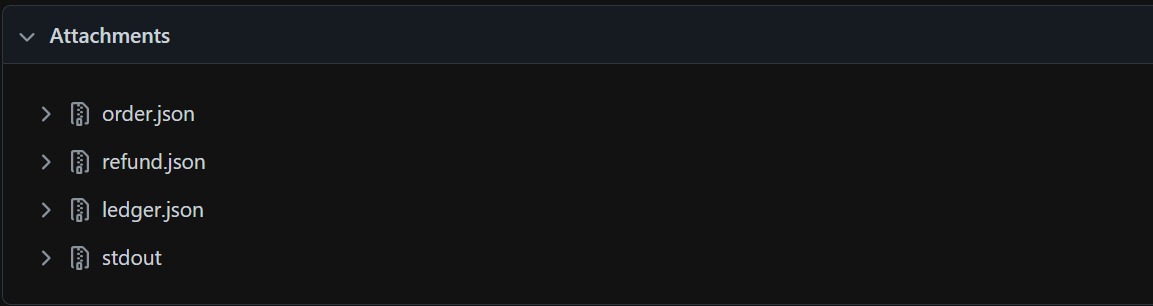 Attachments
order.json
refund.json
ledger.json
stdout